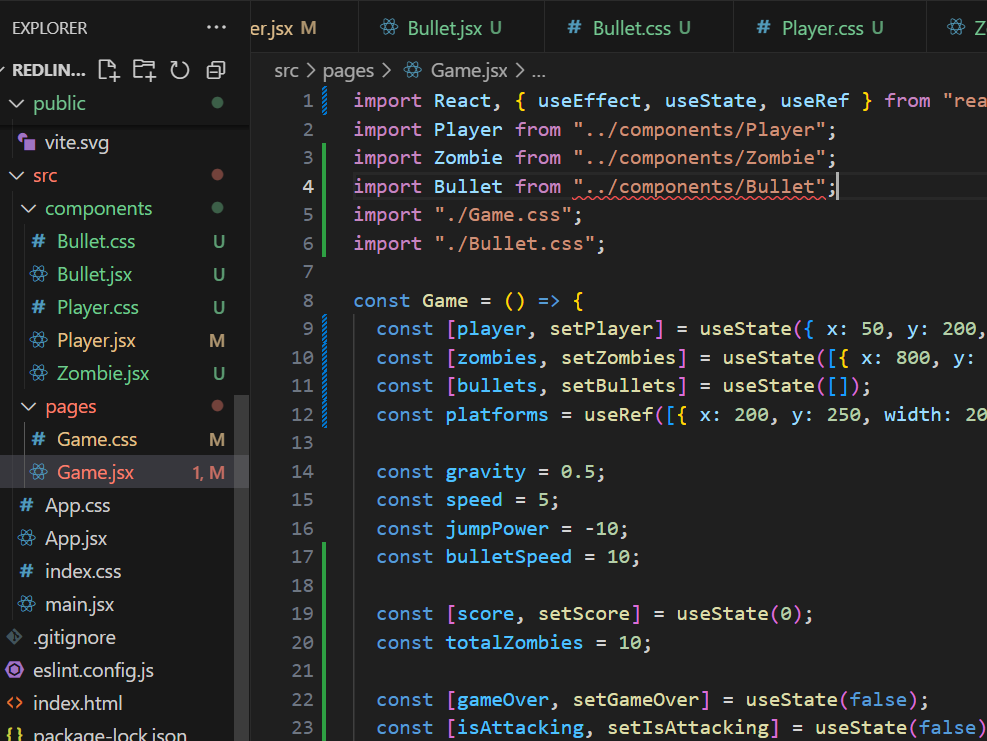 EXPLORER ···
er.jsx M Bullet.jsx U # Bullet.css U # Player.css U Z
REDLIN...
src > pages > Game.jsx > ...
public
vite.svg
src
components
# Bullet.css U
Bullet.jsx U
# Player.css U
Player.jsx M
Zombie.jsx U
pages
# Game.css M
Game.jsx 1, M
# App.css
App.jsx
# index.css
main.jsx
.gitignore
eslint.config.js
<> index.html
{} package-lock.json
1 import React, { useEffect, useState, useRef } from "rea
2 import Player from "../components/Player";
3 import Zombie from "../components/Zombie";
4 import Bullet from "../components/Bullet";
5 import "./Game.css";
6 import "./Bullet.css";
7
8 const Game = () => {
9 const [player, setPlayer] = useState({ x: 50, y: 200,
10 const [zombies, setZombies] = useState([{ x: 800, y:
11 const [bullets, setBullets] = useState([]);
12 const platforms = useRef([{ x: 200, y: 250, width: 20
13
14 const gravity = 0.5;
15 const speed = 5;
16 const jumpPower = -10;
17 const bulletSpeed = 10;
18
19 const [score, setScore] = useState(0);
20 const totalZombies = 10;
21
22 const [gameOver, setGameOver] = useState(false);
23 const [isAttacking, setIsAttacking] = useState(false)